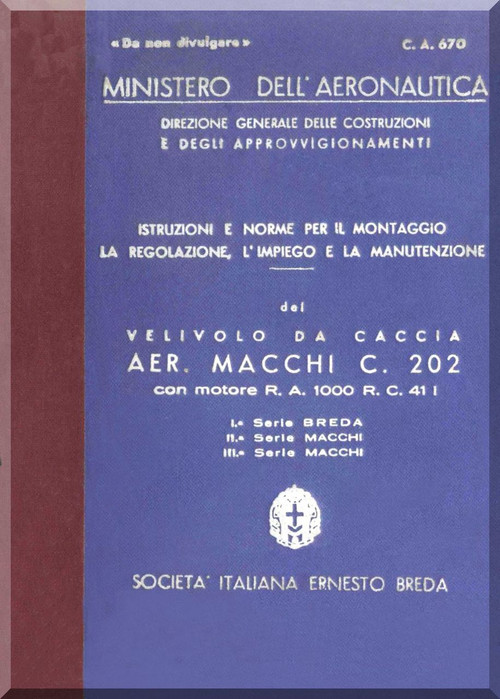 « Da non divulgare » C. A. 670
MINISTERO DELL'AERONAUTICA
DIREZIONE GENERALE DELLE COSTRUZIONI
E DEGLI APPROVVIGIONAMENTI
ISTRUZIONI E NORME PER IL MONTAGGIO
LA REGOLAZIONE, L'IMPIEGO E LA MANUTENZIONE
del
VELIVOLO DA CACCIA
AER. MACCHI C. 202
con motore R. A. 1000 R. C. 41 I
I.ª Serie BREDA
II.ª Serie MACCHI
III.ª Serie MACCHI
SOCIETA' ITALIANA ERNESTO BREDA